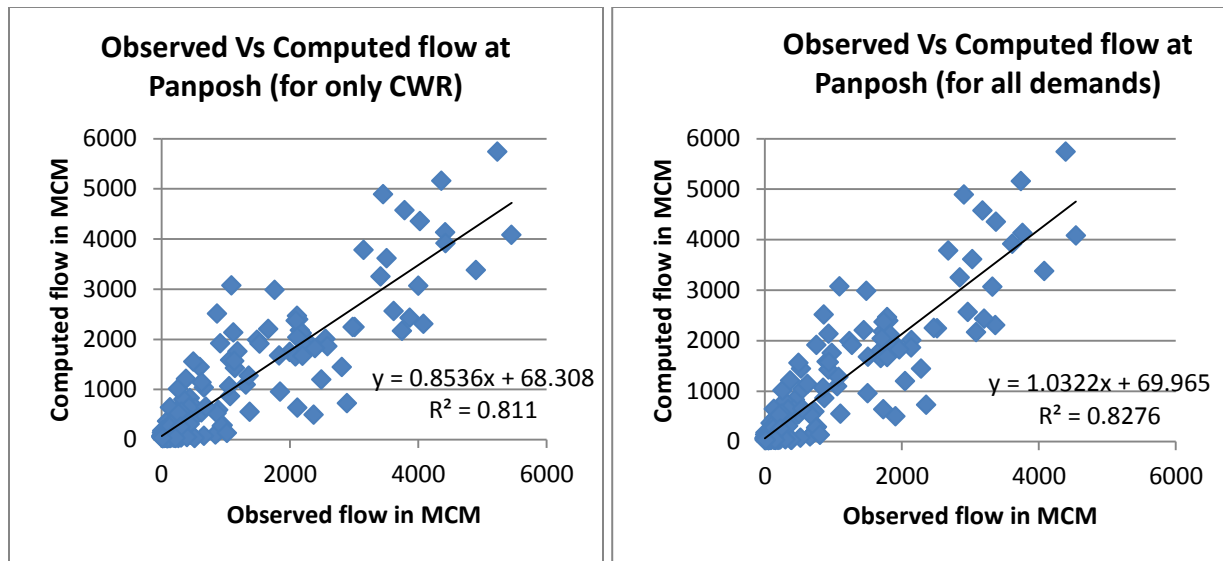 Observed Vs Computed flow at
Panposh (for only CWR)
Computed flow in MCM
6000
5000
4000
3000
2000
1000
0
y = 0.8536x + 68.308
R² = 0.811
0 2000 4000 6000
Observed flow in MCM
Observed Vs Computed flow at
Panposh (for all demands)
Computed flow in MCM
6000
5000
4000
3000
2000
1000
0
y = 1.0322x + 69.965
R² = 0.8276
0 2000 4000 6000
Observed flow in MCM